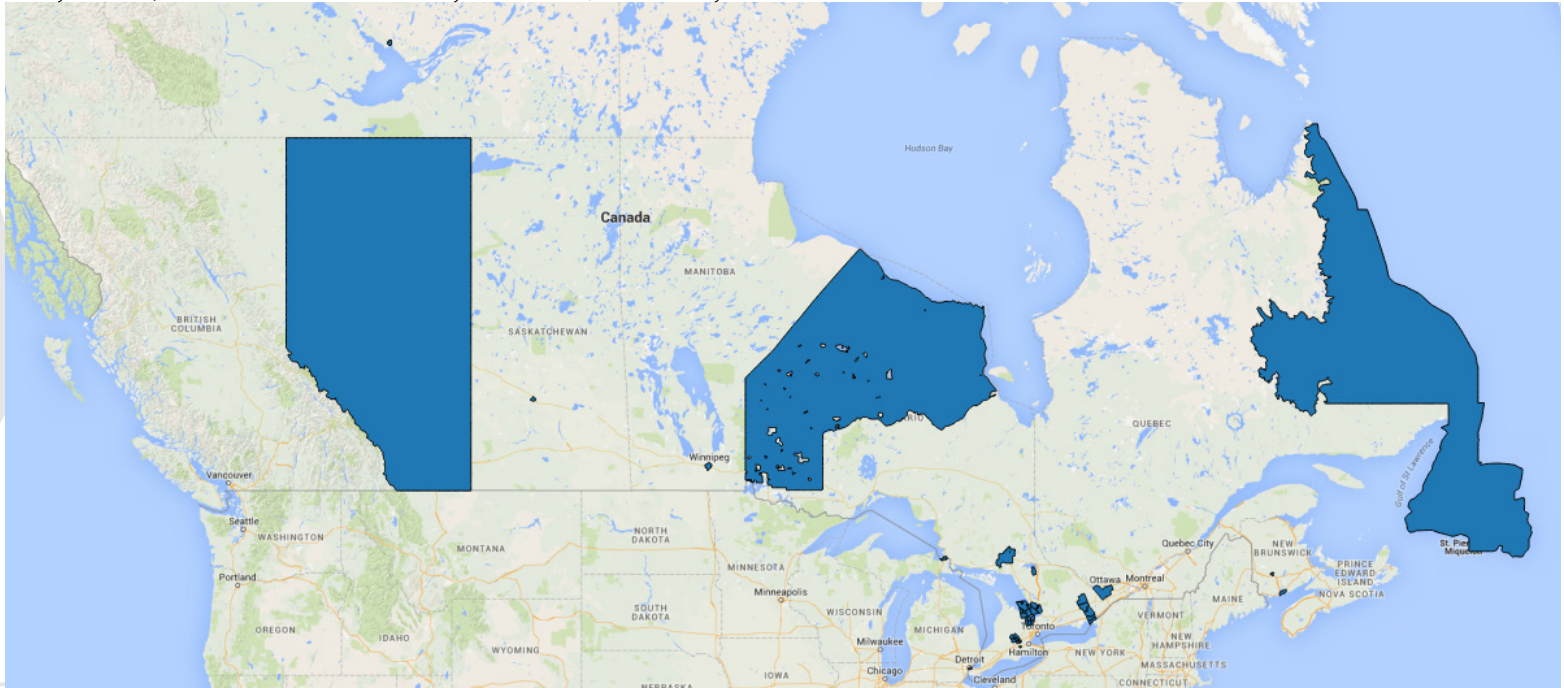 Hudson Bay
Canada
MANITOBA
BRITISH
COLUMBIA
SASKATCHEWAN
QUEBEC
Winnipeg
Vancouver
Gulf of St Lawrence
Seattle
WASHINGTON
NORTH
DAKOTA
MONTANA
Quebec City
NEW
BRUNSWICK
PRINCE
EDWARD
ISLAND
NOVA SCOTIA
MINNESOTA
Portland
Minneapolis
Ottawa
Montreal
MAINE
SOUTH
DAKOTA
WISCONSIN
VERMONT
OREGON
IDAHO
MICHIGAN
Toronto
NEW
HAMPSHIRE
WYOMING
Milwaukee
Hamilton
NEW YORK
MASSACHUSETTS
Detroit
Chicago
IOWA
Cleveland
CONNECTICUT